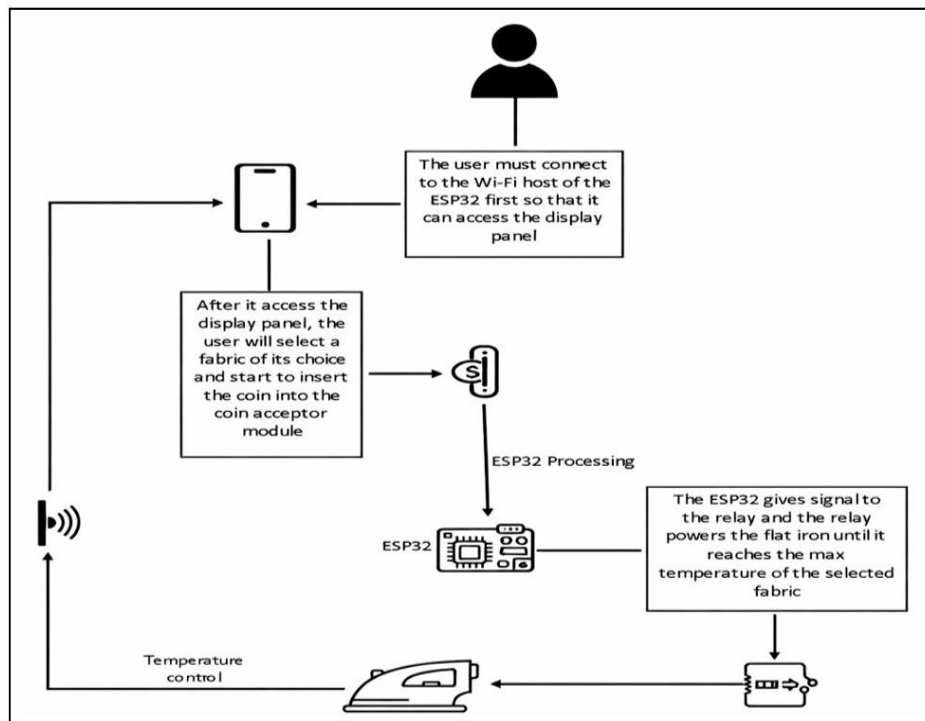 The user must connect
to the Wi-Fi host of the
ESP32 first so that it
can access the display
panel
After it access the
display panel, the
user will select a
fabric of its choice
and start to insert
the coin into the
coin acceptor
module
S
ESP32 Processing
ESP32
The ESP32 gives signal to
the relay and the relay
powers the flat iron until it
reaches the max
temperature of the selected
fabric
Temperature
control